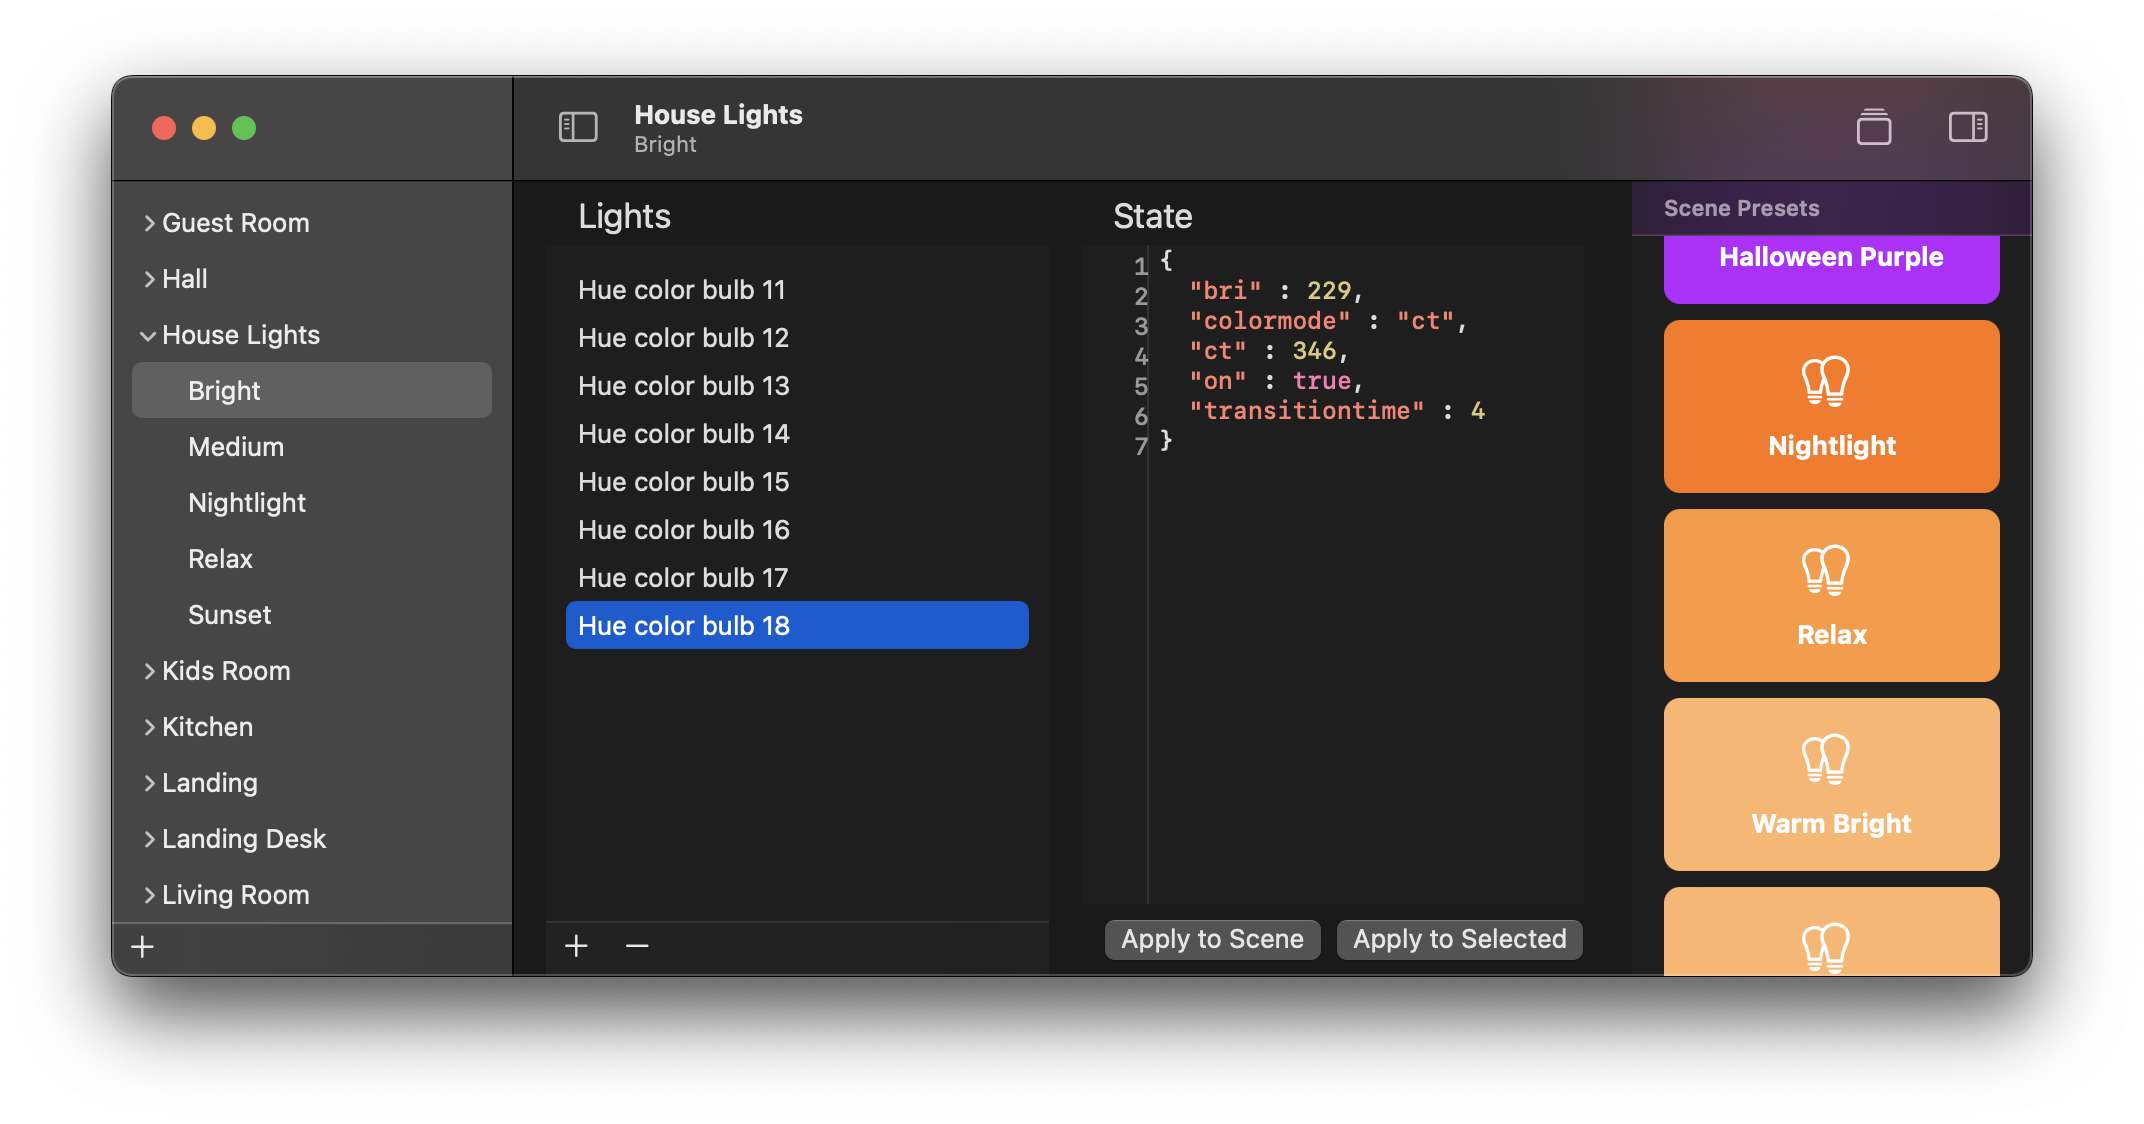 House Lights
Bright
Guest Room
Hall
House Lights
Bright
Medium
Nightlight
Relax
Sunset
Kids Room
Kitchen
Landing
Landing Desk
Living Room
Lights
Hue color bulb 11
Hue color bulb 12
Hue color bulb 13
Hue color bulb 14
Hue color bulb 15
Hue color bulb 16
Hue color bulb 17
Hue color bulb 18
State
1 {
2 "bri" : 229,
3 "colormode" : "ct",
4 "ct" : 346,
5 "on" : true,
6 "transitiontime" : 4
7 }
Apply to Scene
Apply to Selected
Scene Presets
Halloween Purple
Nightlight
Relax
Warm Bright